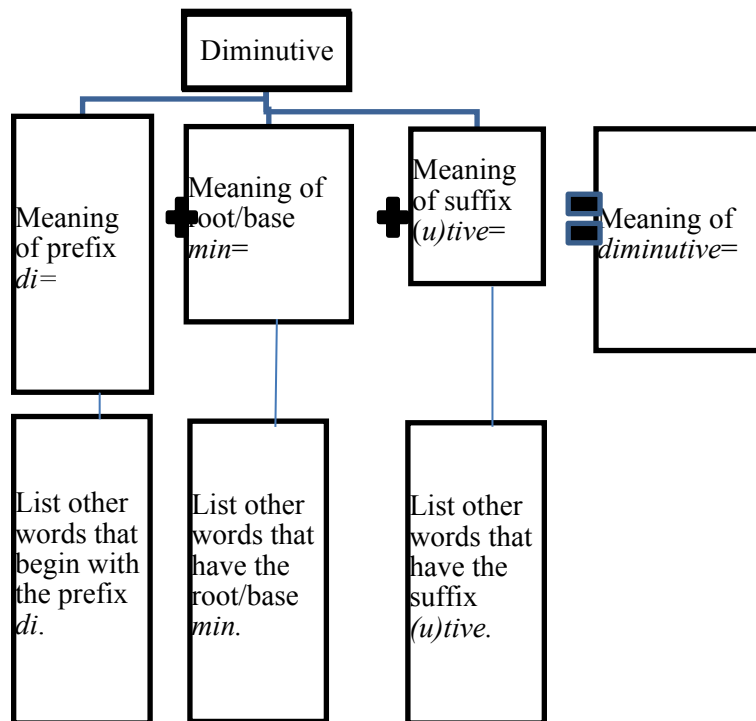 Diminutive
Meaning
of prefix
di=
Meaning of
root/base
min=
Meaning
of suffix
(u)tive=
Meaning of
diminutive=
List other
words that
begin with
the prefix
di.
List other
words that
have the
root/base
min.
List other
words that
have the
suffix
(u)tive.